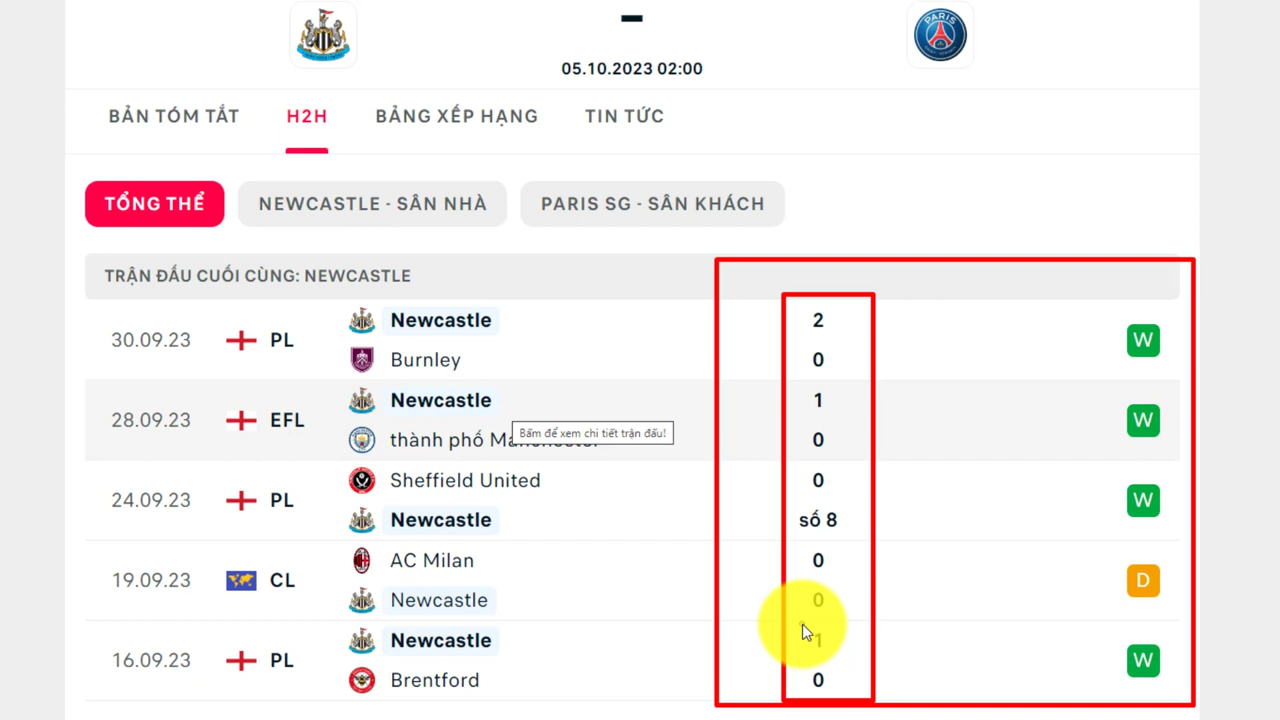 PARIS
05.10.2023 02:00
BẢN TÓM TẮT H2H BẢNG XẾP HẠNG TIN TỨC
TỔNG THỂ NEWCASTLE - SÂN NHÀ PARIS SG - SÂN KHÁCH
TRẬN ĐẤU CUỐI CÙNG: NEWCASTLE
30.09.23 PL Newcastle 2 W
Burnley 0
28.09.23 EFL Newcastle 1 W
Bấm để xem chi tiết trận đấu!
thành phố 0
24.09.23 PL Sheffield United 0 W
Newcastle số 8
19.09.23 CL AC Milan 0 D
Newcastle 0
16.09.23 PL Newcastle 1 W
Brentford 0